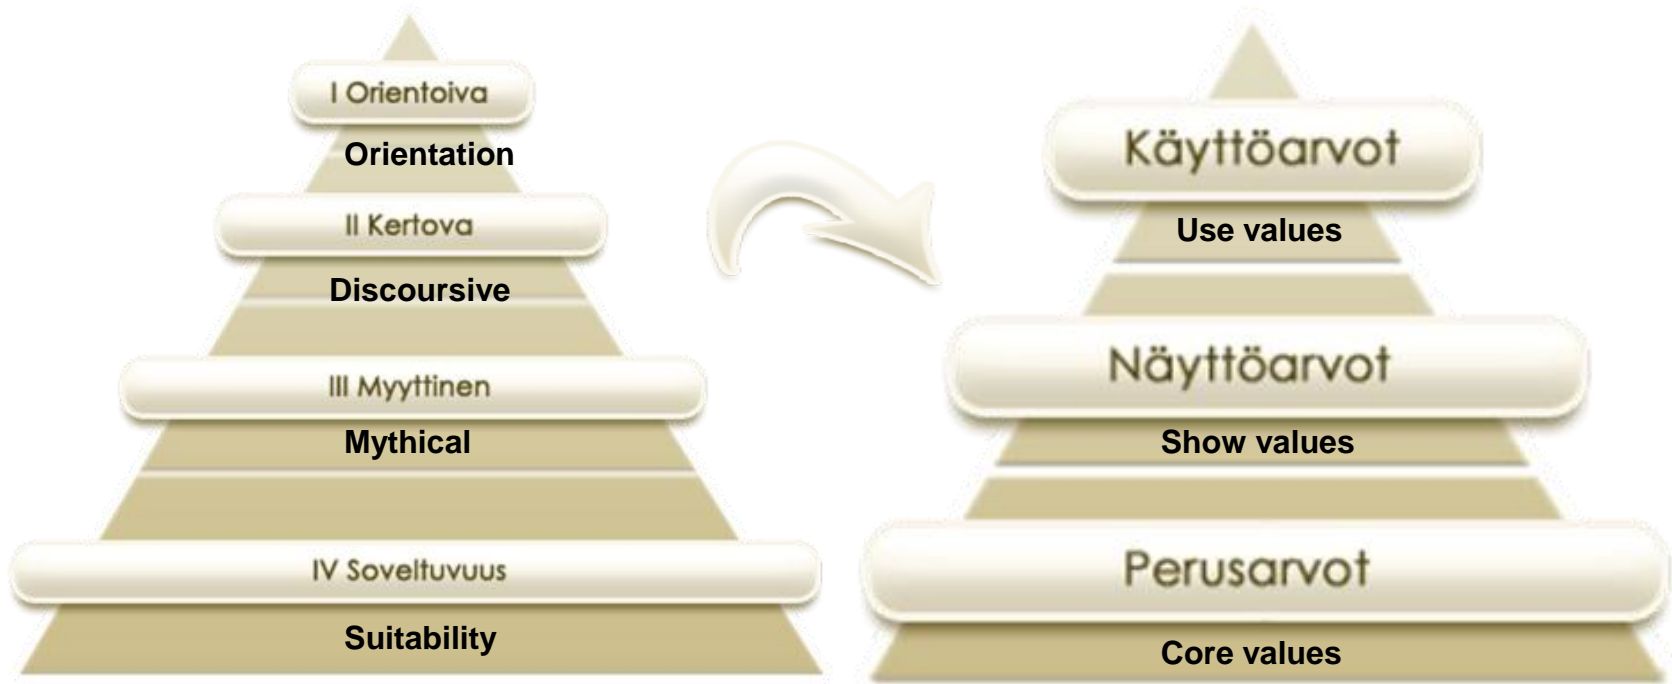 I Orientoiva
Orientation
II Kertova
Discoursive
III Myyttinen
Mythical
IV Soveltuvuus
Suitability
Käyttöarvot
Use values
Näyttöarvot
Show values
Perusarvot
Core values